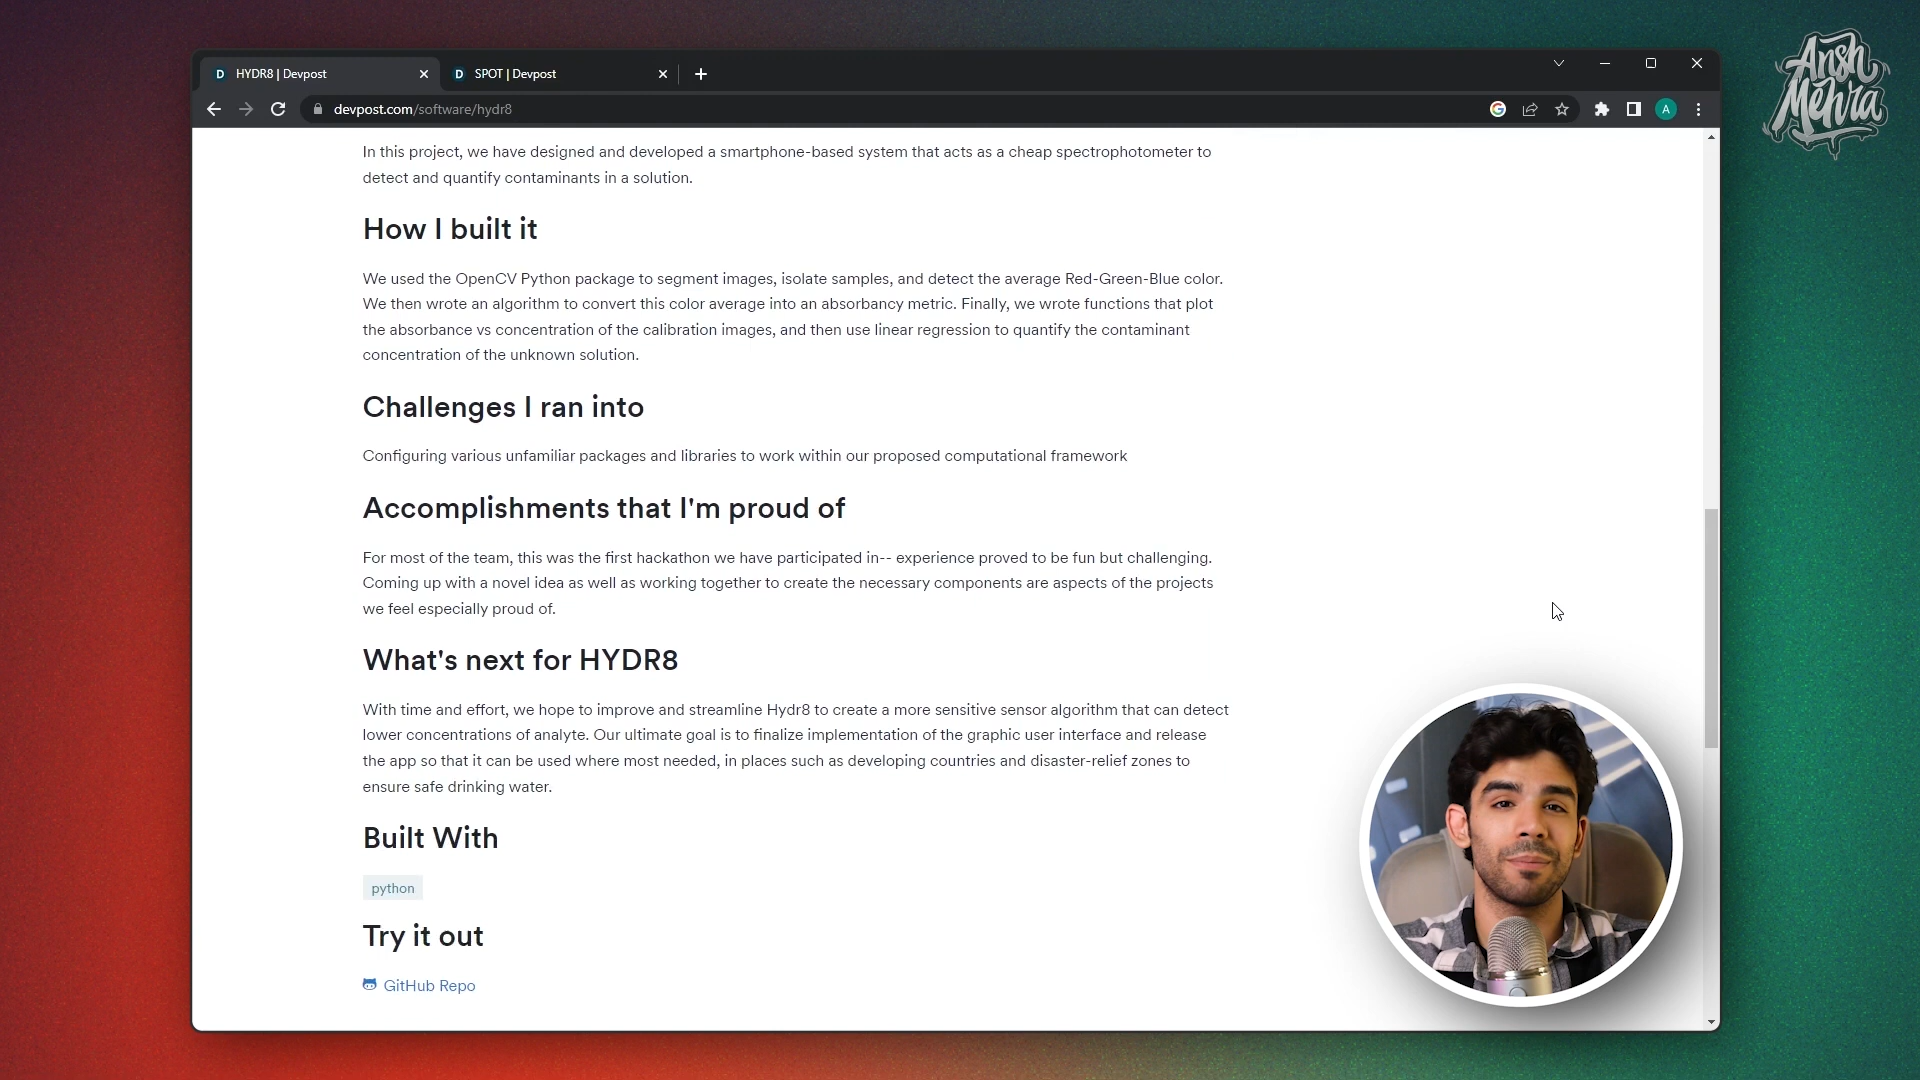 HYDR8 | Devpost
SPOT | Devpost
devpost.com/software/hydr8
A
Ansh
Mehra
In this project, we have designed and developed a smartphone-based system that acts as a cheap spectrophotometer to
detect and quantify contaminants in a solution.
How I built it
We used the OpenCV Python package to segment images, isolate samples, and detect the average Red-Green-Blue color.
We then wrote an algorithm to convert this color average into an absorbancy metric. Finally, we wrote functions that plot
the absorbance vs concentration of the calibration images, and then use linear regression to quantify the contaminant
concentration of the unknown solution.
Challenges I ran into
Configuring various unfamiliar packages and libraries to work within our proposed computational framework
Accomplishments that I'm proud of
For most of the team, this was the first hackathon we have participated in-- experience proved to be fun but challenging.
Coming up with a novel idea as well as working together to create the necessary components are aspects of the projects
we feel especially proud of.
What's next for HYDR8
With time and effort, we hope to improve and streamline Hydr8 to create a more sensitive sensor algorithm that can detect
lower concentrations of analyte. Our ultimate goal is to finalize implementation of the graphic user interface and release
the app so that it can be used where most needed, in places such as developing countries and disaster-relief zones to
ensure safe drinking water.
Built With
python
Try it out
GitHub Repo